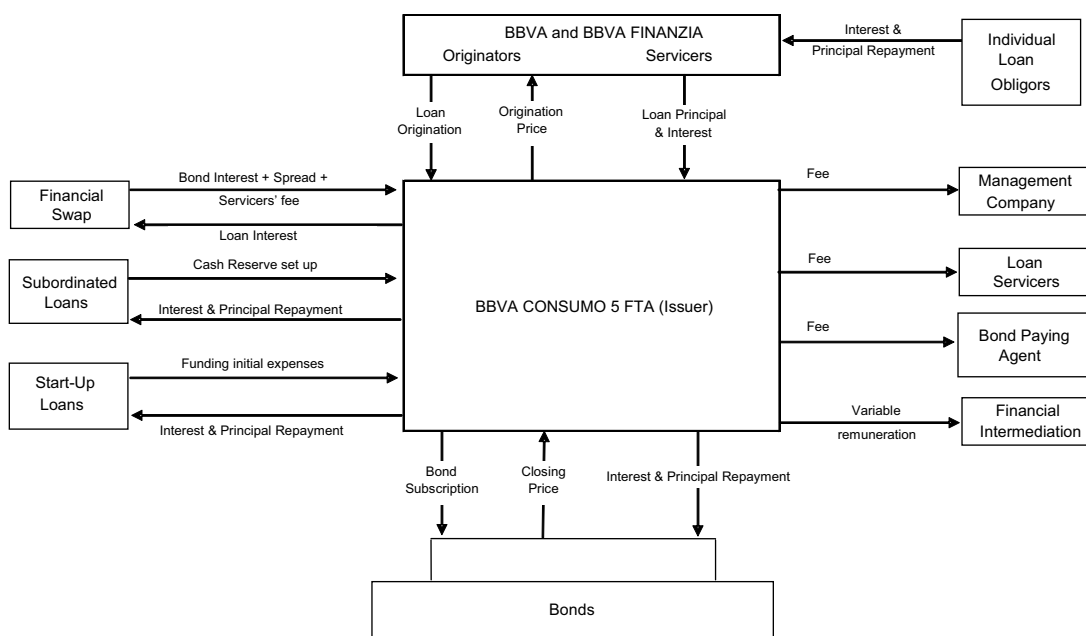 BBVA and BBVA FINANZIA
Originators Servicers
Interest &
Principal Repayment
Individual
Loan
Obligors
Loan
Origination
Origination
Price
Loan Principal
& Interest
Financial
Swap
Bond Interest + Spread +
Servicers' fee
Loan Interest
Subordinated
Loans
Cash Reserve set up
Interest & Principal Repayment
Start-Up
Loans
Funding initial expenses
Interest & Principal Repayment
BBVA CONSUMO 5 FTA (Issuer)
Fee
Management
Company
Fee
Loan
Servicers
Fee
Bond Paying
Agent
Variable
remuneration
Financial
Intermediation
Bond
Subscription
Closing
Price
Interest & Principal Repayment
Bonds